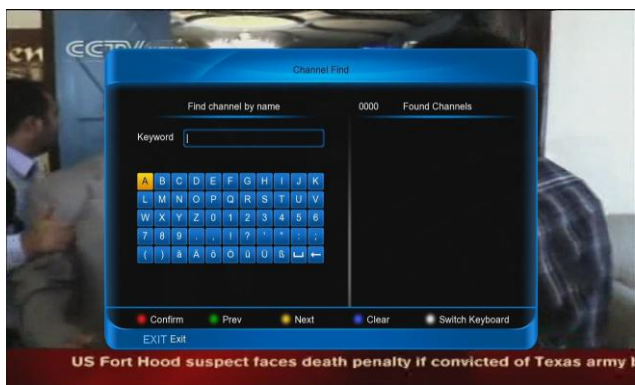 en CCTV
Channel Find
Find channel by name
0000 Found Channels
Keyword
A B C D E F G H I J K
L M N O P Q R S T U V
W X Y Z 0 1 2 3 4 5 6
7 8 9 . , ! ? ' " : ;
( ) ä Ä ö Ö ü Ü ß
Confirm Prev Next Clear Switch Keyboard
EXIT Exit
US Fort Hood suspect faces death penalty if convicted of Texas army